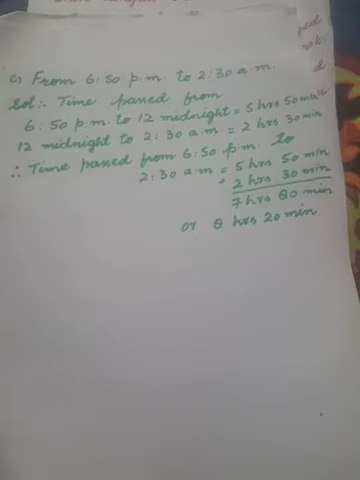 c) From 6:50 p.m. to 2:30 a.m.
Sol:. Time passed from
6:50 p.m. to 12 midnight = 5 hrs 50 min's
12 midnight to 2:30 a.m. = 2 hrs 30 min
∴ Time passed from 6:50 p.m. to
2:30 a.m = 5 hrs 50 min
+ 2 hrs 30 min
7 hrs 80 min
or 8 hrs 20 min